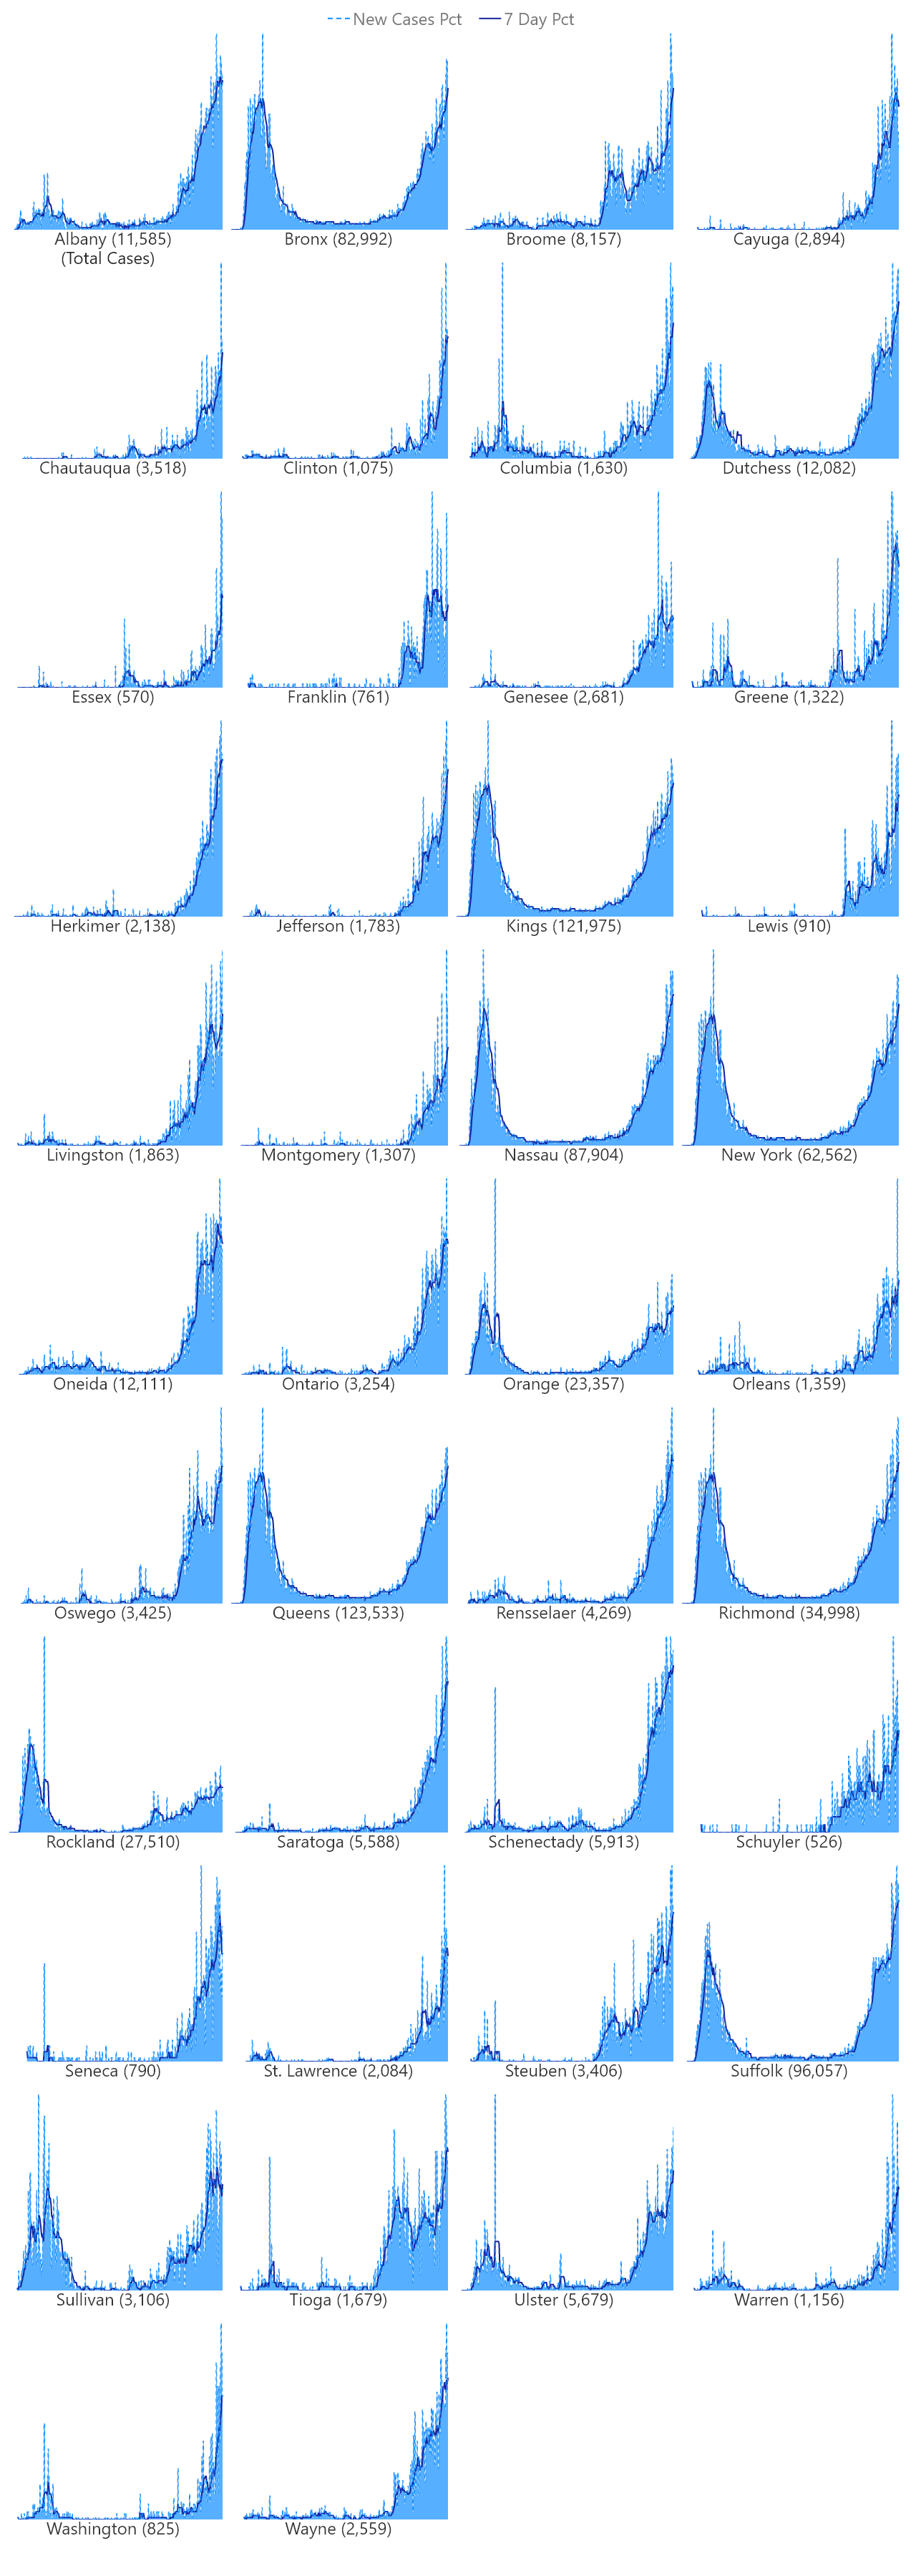 New Cases Pct 7 Day Pct
Albany (11,585) Bronx (82,992) Broome (8,157) Cayuga (2,894)
(Total Cases)
Chautauqua (3,518) Clinton (1,075) Columbia (1,630) Dutchess (12,082)
Essex (570) Franklin (761) Genesee (2,681) Greene (1,322)
Herkimer (2,138) Jefferson (1,783) Kings (121,975) Lewis (910)
Livingston (1,863) Montgomery (1,307) Nassau (87,904) New York (62,562)
Oneida (12,111) Ontario (3,254) Orange (23,357) Orleans (1,359)
Oswego (3,425) Queens (123,533) Rensselaer (4,269) Richmond (34,998)
Rockland (27,510) Saratoga (5,588) Schenectady (5,913) Schuyler (526)
Seneca (790) St. Lawrence (2,084) Steuben (3,406) Suffolk (96,057)
Sullivan (3,106) Tioga (1,679) Ulster (5,679) Warren (1,156)
Washington (825) Wayne (2,559)